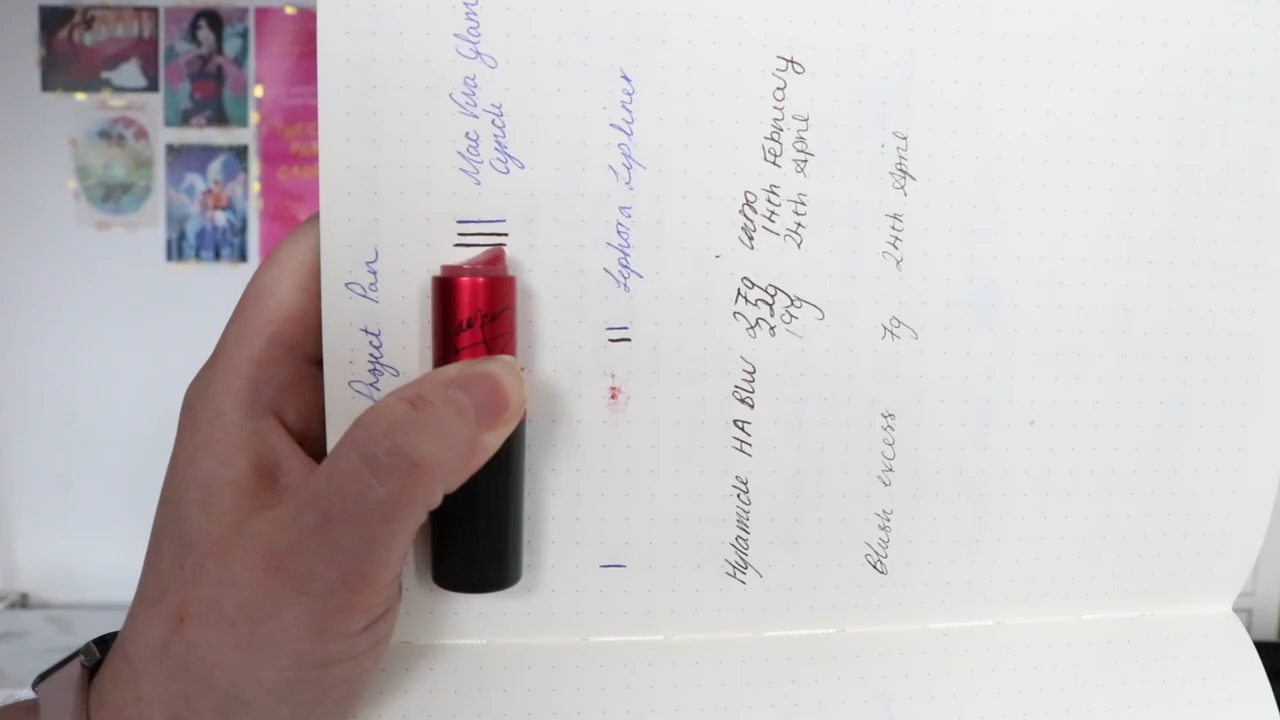 Project Pan
Mac Viva Glam
Cyndi
Sephora Lipliner
Hylamide HA Blur 27g
22g 14th February
19g 24th April
Blush excess 7g 24th April